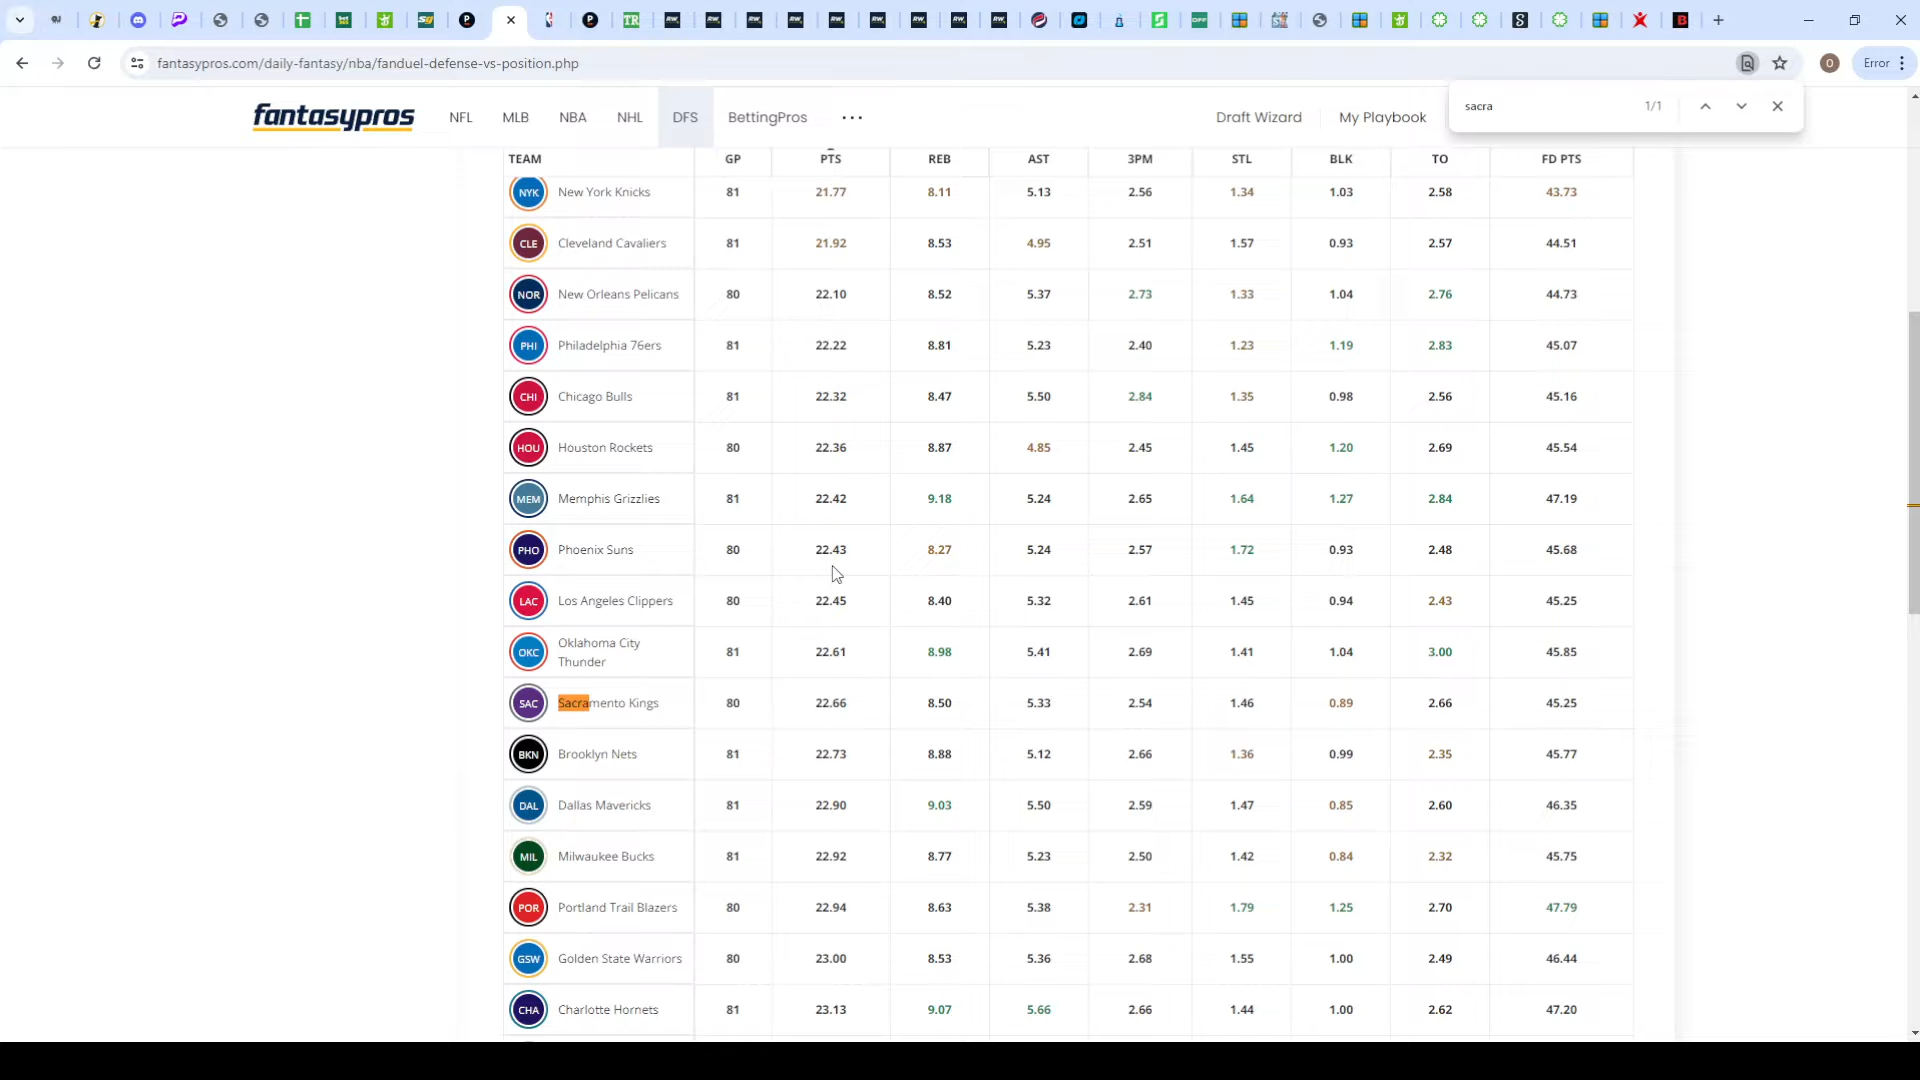 fantasypros.com/daily-fantasy/nba/fanduel-defense-vs-position.php
O
Error
sacra
1/1
fantasypros
NFL
MLB
NBA
NHL
DFS
BettingPros
Draft Wizard
My Playbook
TEAM GP PTS REB AST 3PM STL BLK TO FD PTS
NYK New York Knicks 81 21.77 8.11 5.13 2.56 1.34 1.03 2.58 43.73
CLE Cleveland Cavaliers 81 21.92 8.53 4.95 2.51 1.57 0.93 2.57 44.51
NOR New Orleans Pelicans 80 22.10 8.52 5.37 2.73 1.33 1.04 2.76 44.73
PHI Philadelphia 76ers 81 22.22 8.81 5.23 2.40 1.23 1.19 2.83 45.07
CHI Chicago Bulls 81 22.32 8.47 5.50 2.84 1.35 0.98 2.56 45.16
HOU Houston Rockets 80 22.36 8.87 4.85 2.45 1.45 1.20 2.69 45.54
MEM Memphis Grizzlies 81 22.42 9.18 5.24 2.65 1.64 1.27 2.84 47.19
PHO Phoenix Suns 80 22.43 8.27 5.24 2.57 1.72 0.93 2.48 45.68
LAC Los Angeles Clippers 80 22.45 8.40 5.32 2.61 1.45 0.94 2.43 45.25
OKC Oklahoma City Thunder 81 22.61 8.98 5.41 2.69 1.41 1.04 3.00 45.85
SAC Sacramento Kings 80 22.66 8.50 5.33 2.54 1.46 0.89 2.66 45.25
BKN Brooklyn Nets 81 22.73 8.88 5.12 2.66 1.36 0.99 2.35 45.77
DAL Dallas Mavericks 81 22.90 9.03 5.50 2.59 1.47 0.85 2.60 46.35
MIL Milwaukee Bucks 81 22.92 8.77 5.23 2.50 1.42 0.84 2.32 45.75
POR Portland Trail Blazers 80 22.94 8.63 5.38 2.31 1.79 1.25 2.70 47.79
GSW Golden State Warriors 80 23.00 8.53 5.36 2.68 1.55 1.00 2.49 46.44
CHA Charlotte Hornets 81 23.13 9.07 5.66 2.66 1.44 1.00 2.62 47.20